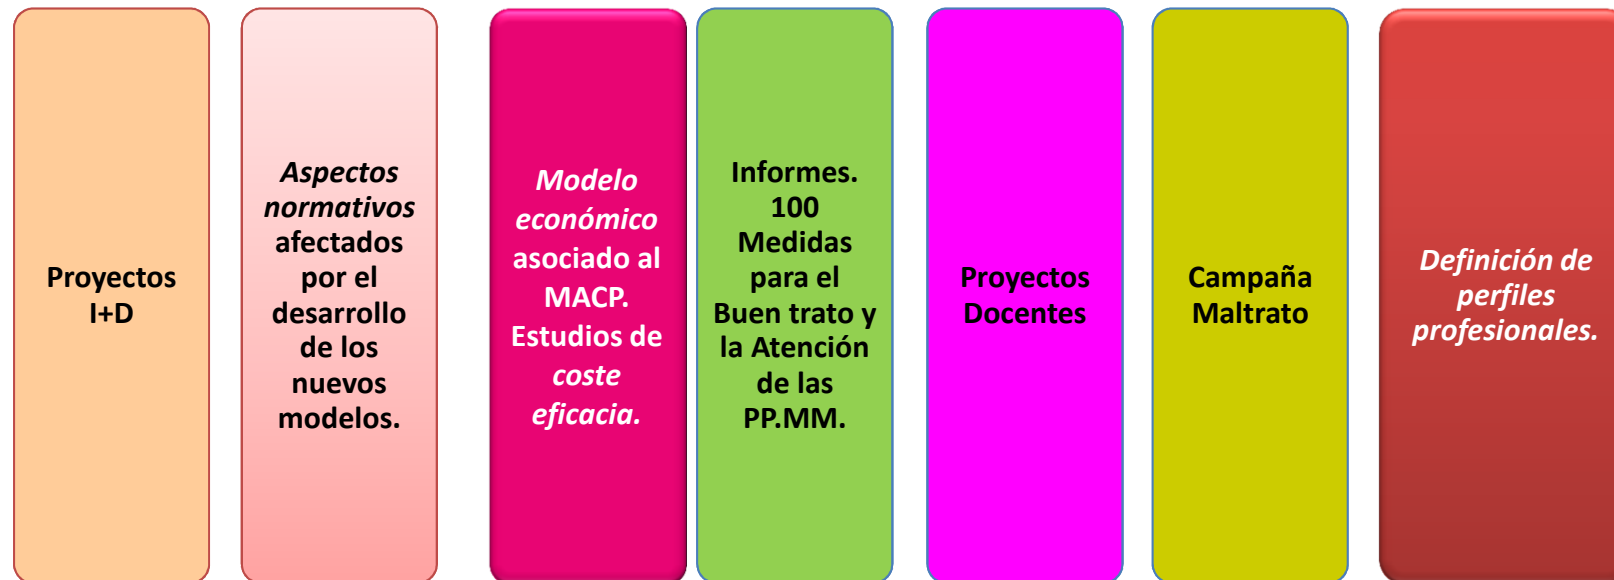 Proyectos
I+D
Aspectos
normativos
afectados
por el
desarrollo
de los
nuevos
modelos.
Modelo
económico
asociado al
MACP.
Estudios de
coste
eficacia.
Informes.
100
Medidas
para el
Buen trato y
la Atención
de las
PP.MM.
Proyectos
Docentes
Campaña
Maltrato
Definición de
perfiles
profesionales.